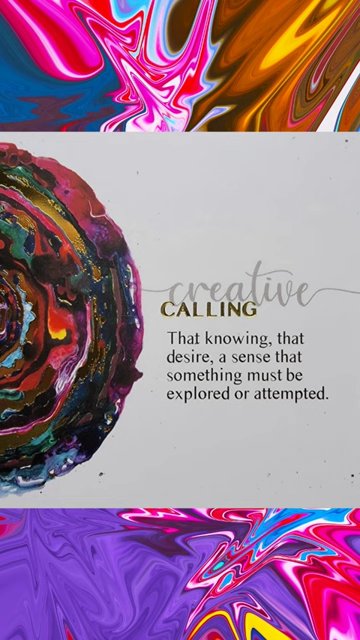 creative
CALLING
That knowing, that
desire, a sense that
something must be
explored or attempted.